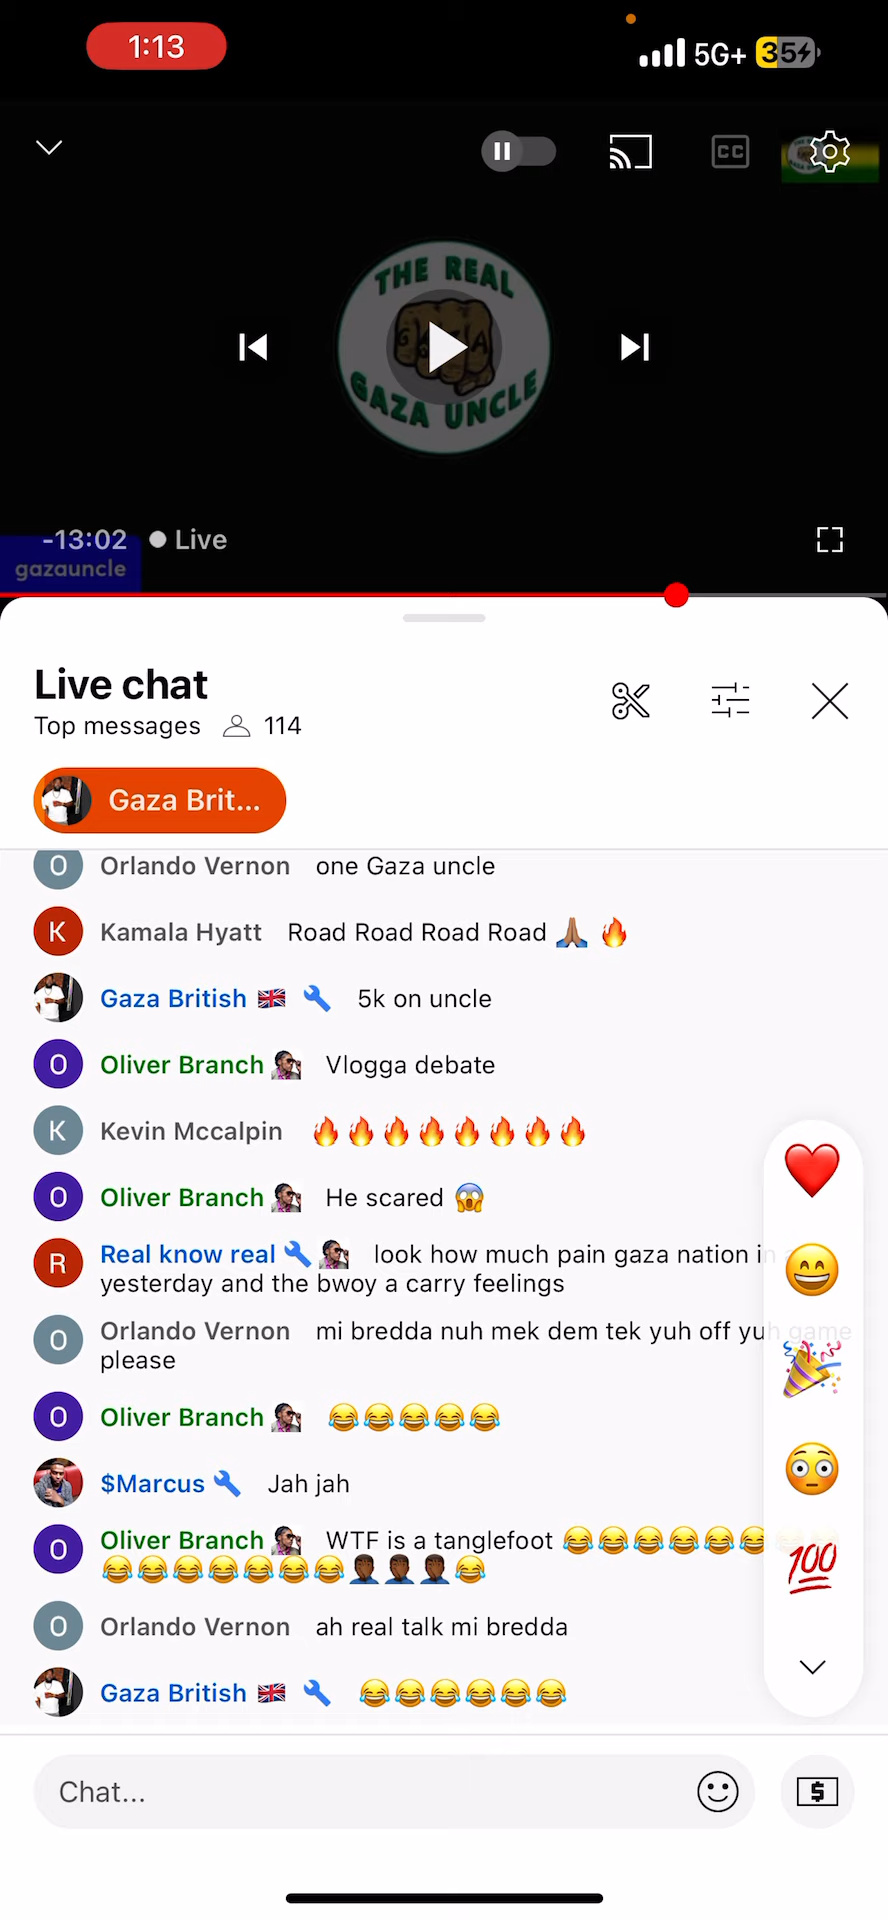 1:13
5G+ 35
CC
THE REAL
GAZA
GAZA UNCLE
-13:02 Live
gazauncle
Live chat
Top messages 114
Gaza Brit...
O Orlando Vernon one Gaza uncle
K Kamala Hyatt Road Road Road Road 🙏🏽 🔥
Gaza British 🇬🇧 🔧 5k on uncle
O Oliver Branch Vlogga debate
K Kevin Mccalpin 🔥🔥🔥🔥🔥🔥🔥🔥
O Oliver Branch He scared 😱
R Real know real 🔧 look how much pain gaza nation in
yesterday and the bwoy a carry feelings
O Orlando Vernon mi bredda nuh mek dem tek yuh off yuh game
please
O Oliver Branch 😂😂😂😂😂
$Marcus 🔧 Jah jah
O Oliver Branch WTF is a tanglefoot 😂😂😂😂😂😂😂😂
😂😂😂😂😂😂😂🤦🏿‍♂️🤦🏿‍♂️🤦🏿‍♂️😂
O Orlando Vernon ah real talk mi bredda
Gaza British 🇬🇧 🔧 😂😂😂😂😂😂
💯
Chat...
$